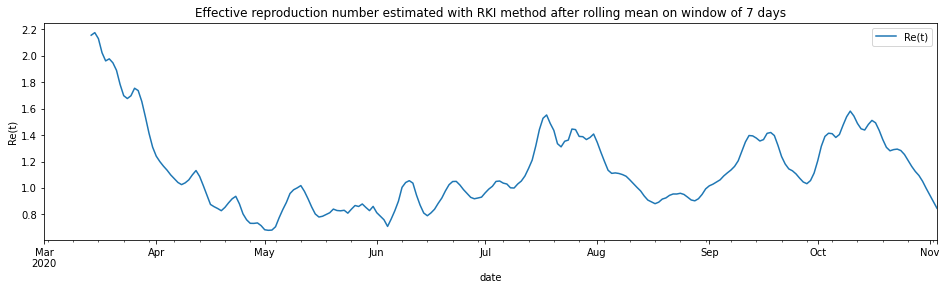 Effective reproduction number estimated with RKI method after rolling mean on window of 7 days
Re(t)
2.2
2.0
1.8
1.6
1.4
1.2
1.0
0.8
Re(t)
Mar Apr May Jun Jul Aug Sep Oct Nov
2020
date